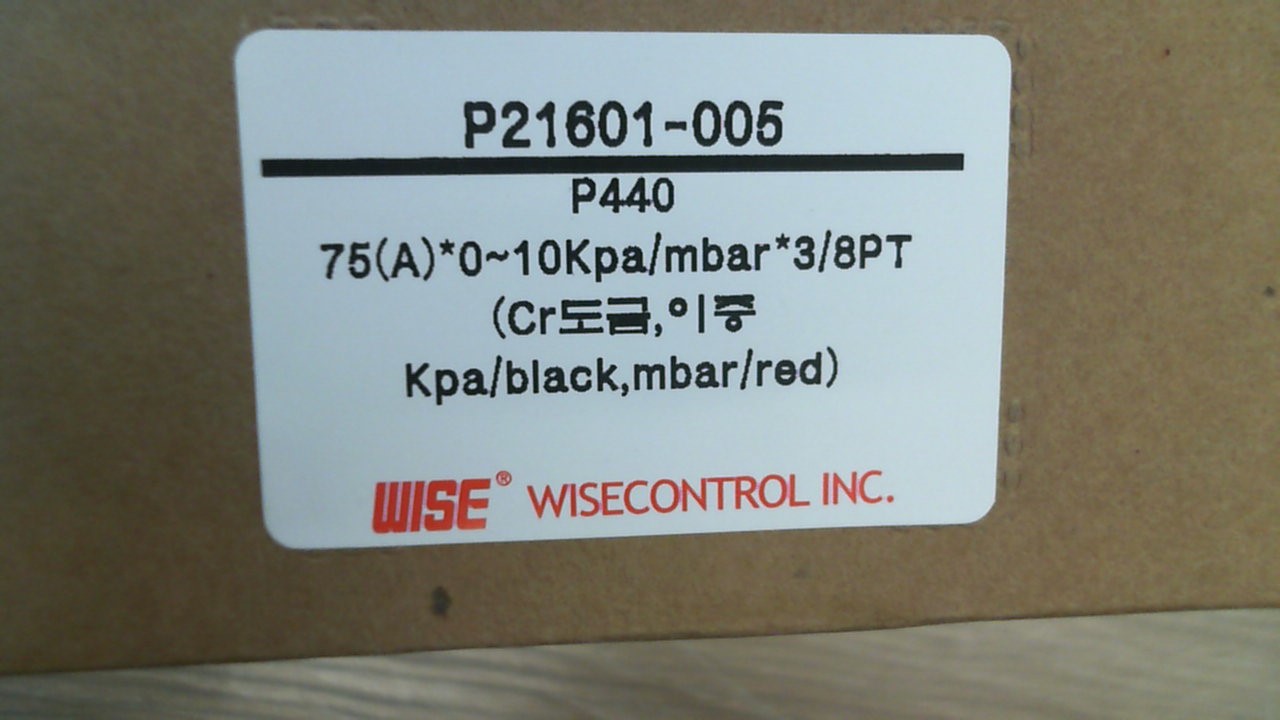 P21601-005
P440
75(A)*0~10Kpa/mbar*3/8PT
(Cr도금,이중
Kpa/black,mbar/red)
WISE® WISECONTROL INC.